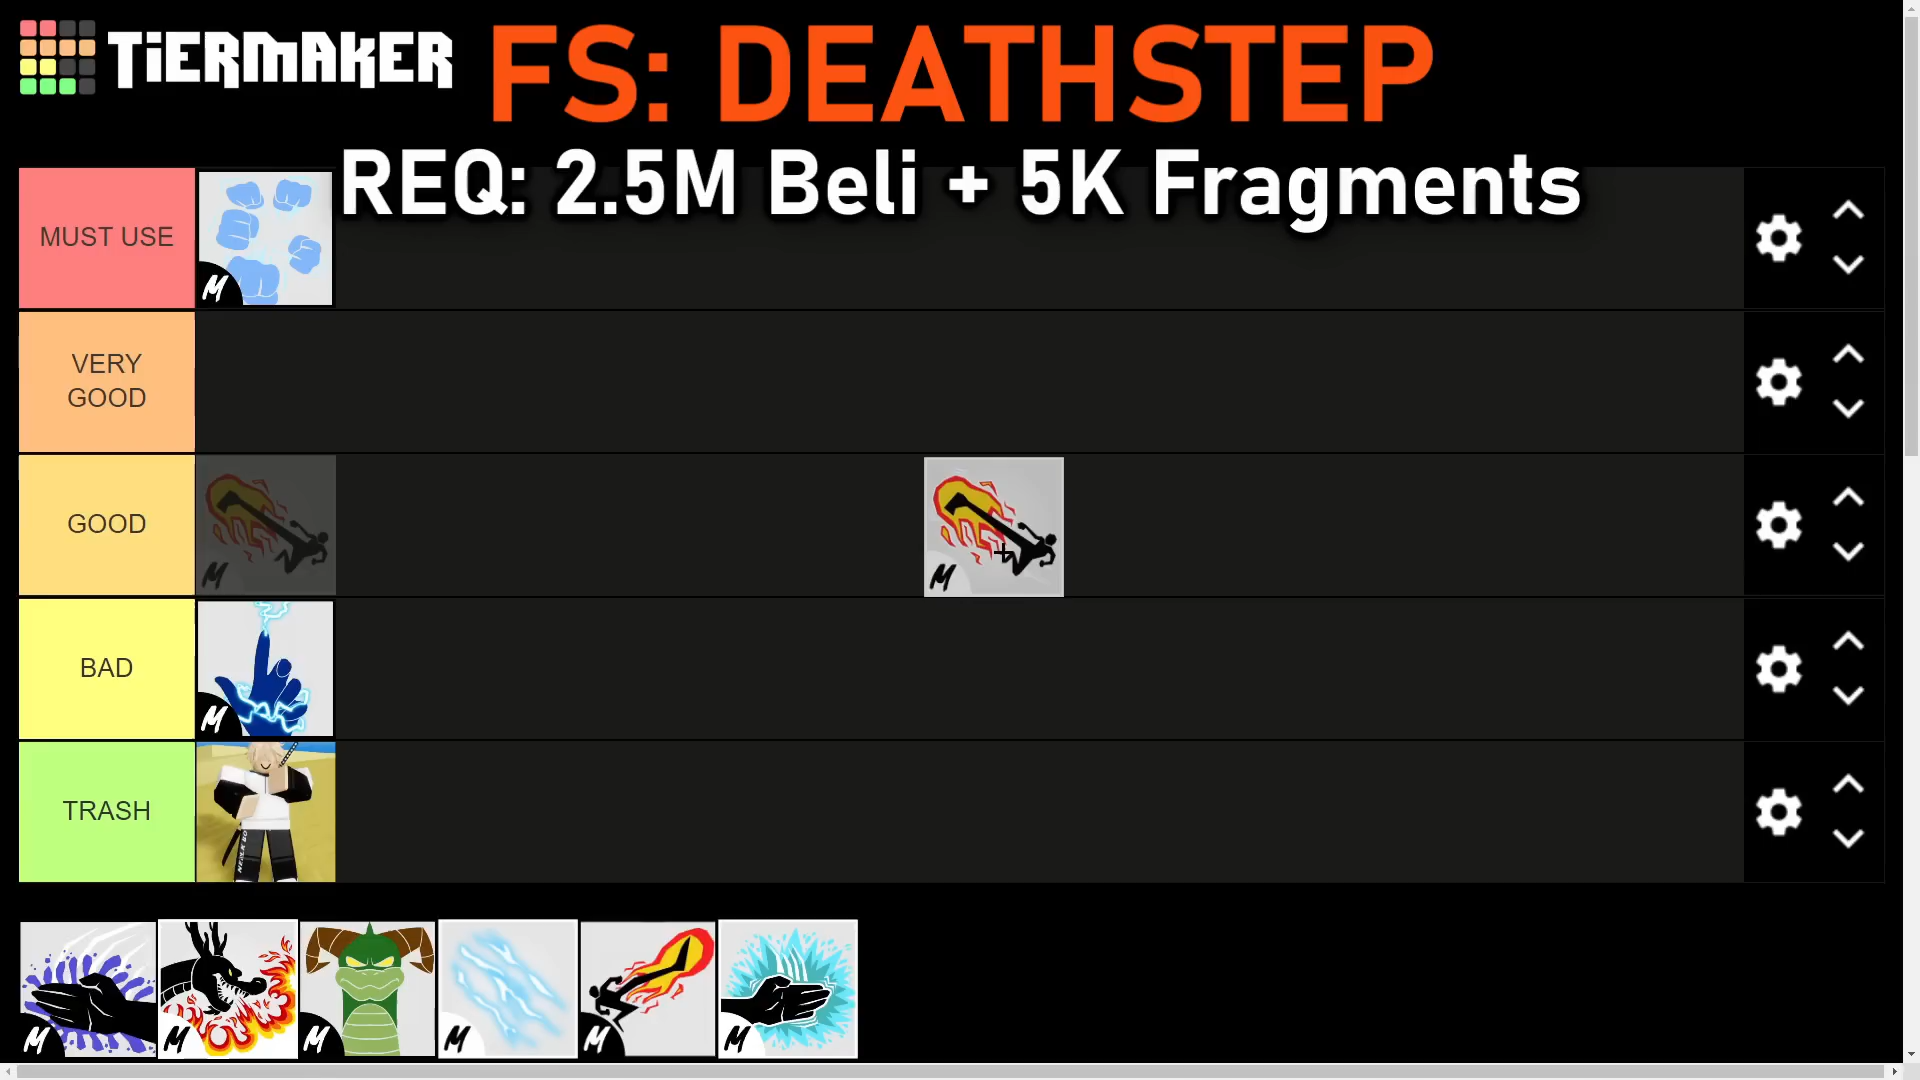 TIERMAKER
FS: DEATHSTEP
REQ: 2.5M Beli + 5K Fragments
MUST USE
M
VERY
GOOD
GOOD
M
M
BAD
M
TRASH
M
M
M
M
M
M